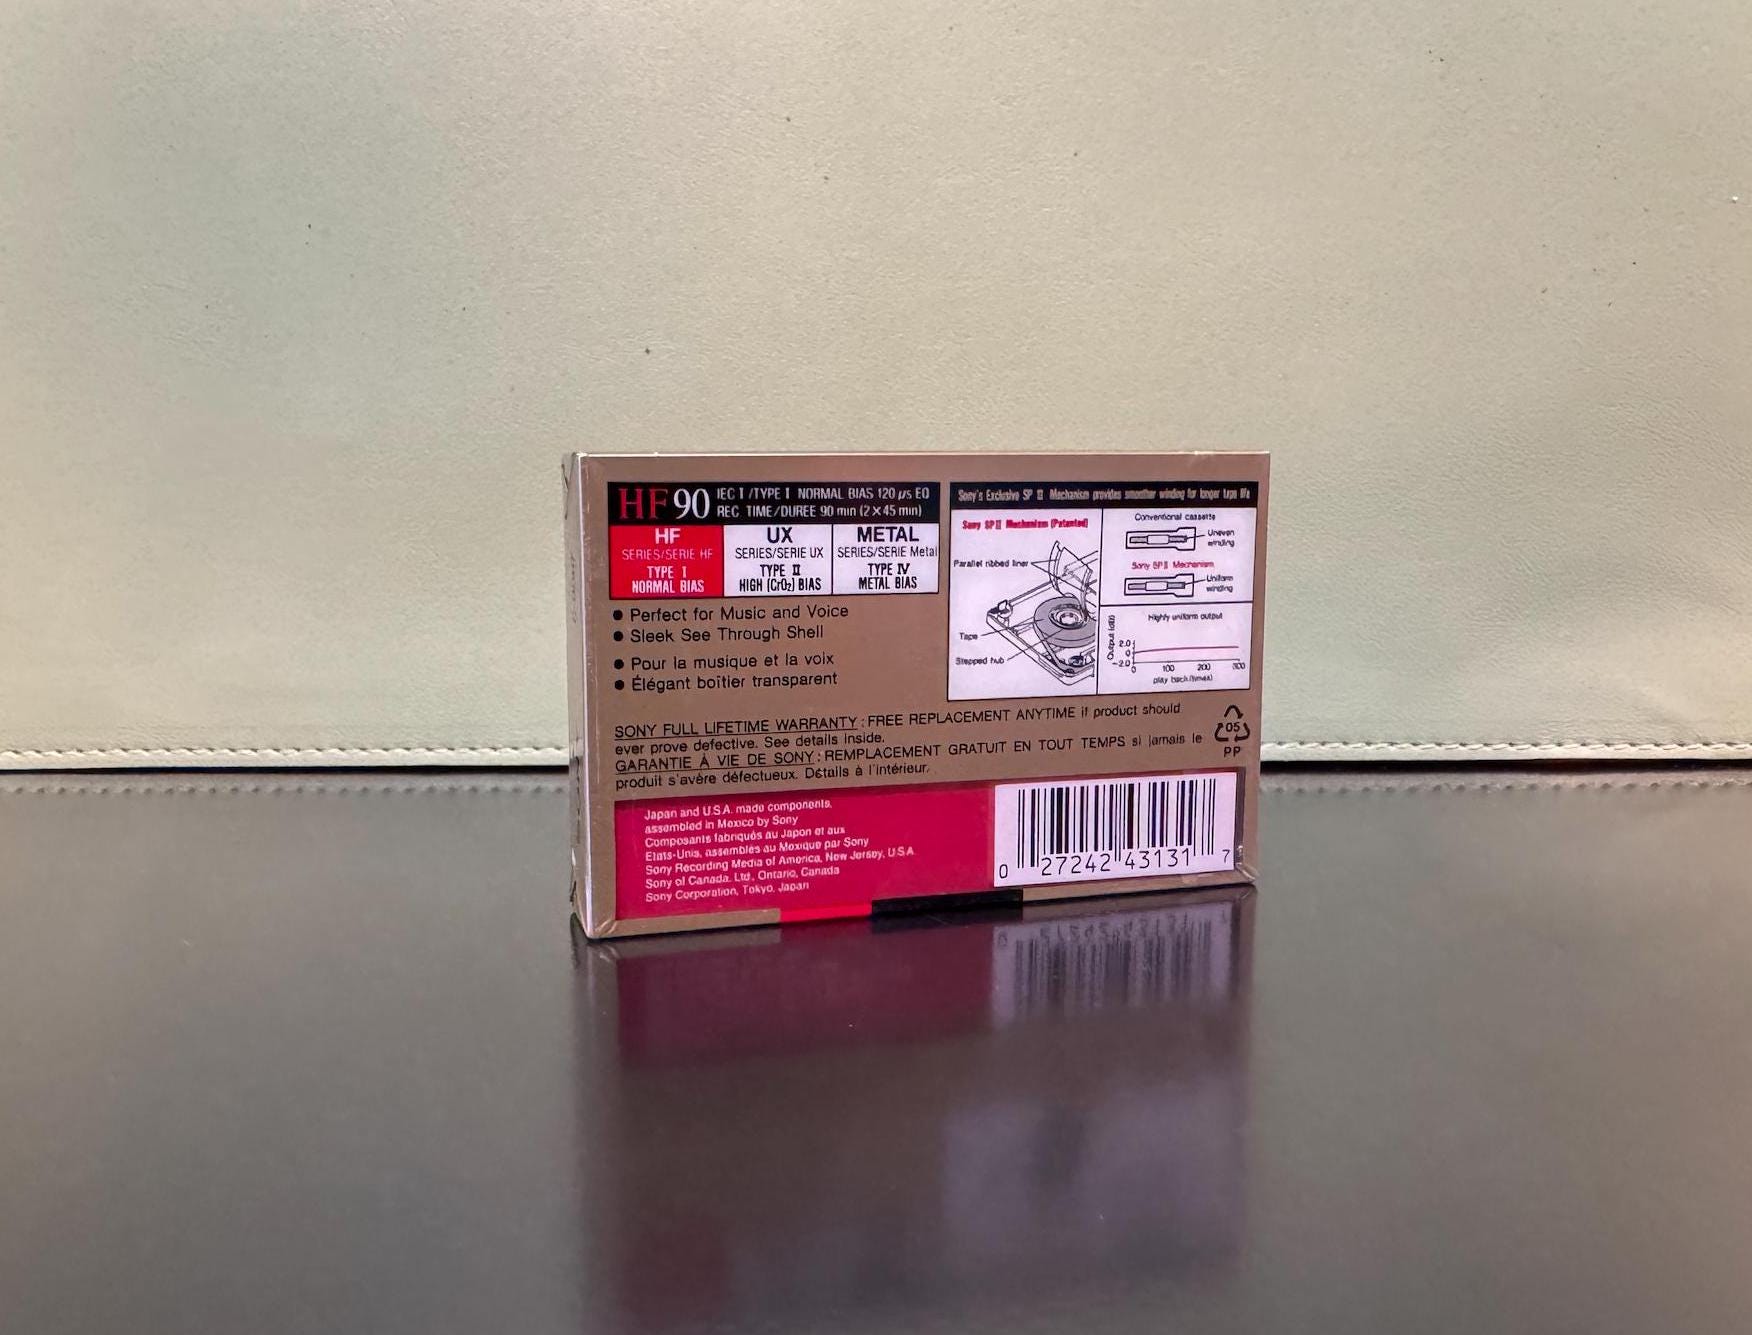 HF90 IEC I/TYPE I NORMAL BIAS 120 µs EQ
REC. TIME/DUREE 90 min (2×45 min)
HF
SERIES/SERIE HF
TYPE I
NORMAL BIAS
UX
SERIES/SERIE UX
TYPE II
HIGH (CrO₂) BIAS
METAL
SERIES/SERIE Metal
TYPE IV
METAL BIAS
● Perfect for Music and Voice
● Sleek See Through Shell
● Pour la musique et la voix
● Élégant boîtier transparent
Sony's Exclusive SP II Mechanism provides smoother winding for longer tape life
Sony SP II Mechanism (Patented)
Parallel ribbed liner
Tape
Stepped hub
Conventional cassette
Uneven
winding
Sony SP II Mechanism
Uniform
winding
Highly uniform output
Output (dB)
2.0
0
-2.0
0 100 200 300
play back (times)
SONY FULL LIFETIME WARRANTY : FREE REPLACEMENT ANYTIME if product should
ever prove defective. See details inside.
GARANTIE À VIE DE SONY : REMPLACEMENT GRATUIT EN TOUT TEMPS si jamais le
produit s'avère défectueux. Détails à l'intérieur.
05
PP
Japan and U.S.A. made components,
assembled in Mexico by Sony
Composants fabriqués au Japon et aux
Etats-Unis, assemblés au Mexique par Sony
Sony Recording Media of America, New Jersey, U.S.A.
Sony of Canada. Ltd., Ontario, Canada
Sony Corporation, Tokyo, Japan
0 27242 43131 7